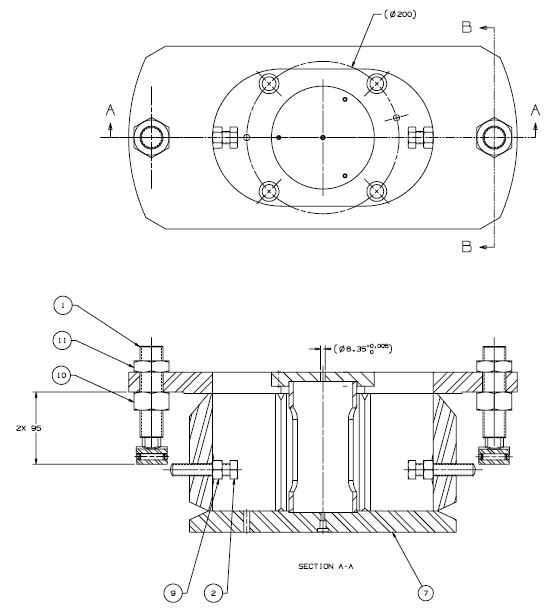 (Ø200)
B
A
A
B
1
(Ø8.35 +0.005 0)
11
10
2X 95
SECTION A-A
9
2
7